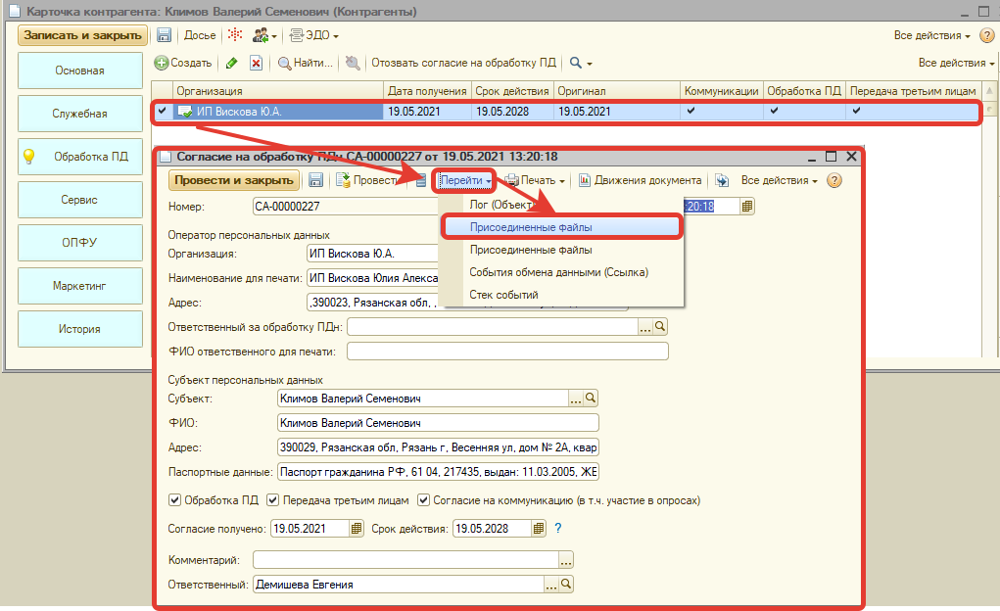 Карточка контрагента: Климов Валерий Семенович (Контрагенты)
Записать и закрыть Досье ЭДО Все действия
Основная
Служебная
Обработка ПД
Сервис
ОПФУ
Маркетинг
История
Создать Найти... Отозвать согласие на обработку ПД Все действия
Организация Дата получения Срок действия Оригинал Коммуникации Обработка ПД Передача третьим лицам
ИП Вискова Ю.А. 19.05.2021 19.05.2028 19.05.2021
Согласие на обработку ПДн СА-00000227 от 19.05.2021 13:20:18
Провести и закрыть Провести Перейти Печать Движения документа Все действия
Номер: СА-00000227 :20:18
Лог (Объект
Присоединенные файлы
Присоединенные файлы
События обмена данными (Ссылка)
Стек событий
Оператор персональных данных
Организация: ИП Вискова Ю.А.
Наименование для печати: ИП Вискова Юлия Алекса
Адрес: ,390023, Рязанская обл, ,
Ответственный за обработку ПДн:
ФИО ответственного для печати:
Субъект персональных данных
Субъект: Климов Валерий Семенович
ФИО: Климов Валерий Семенович
Адрес: 390029, Рязанская обл, Рязань г, Весенняя ул, дом № 2А, квар
Паспортные данные: Паспорт гражданина РФ, 61 04, 217435, выдан: 11.03.2005, ЖЕ
Обработка ПД Передача третьим лицам Согласие на коммуникацию (в т.ч. участие в опросах)
Согласие получено: 19.05.2021 Срок действия: 19.05.2028 ?
Комментарий:
Ответственный: Демишева Евгения